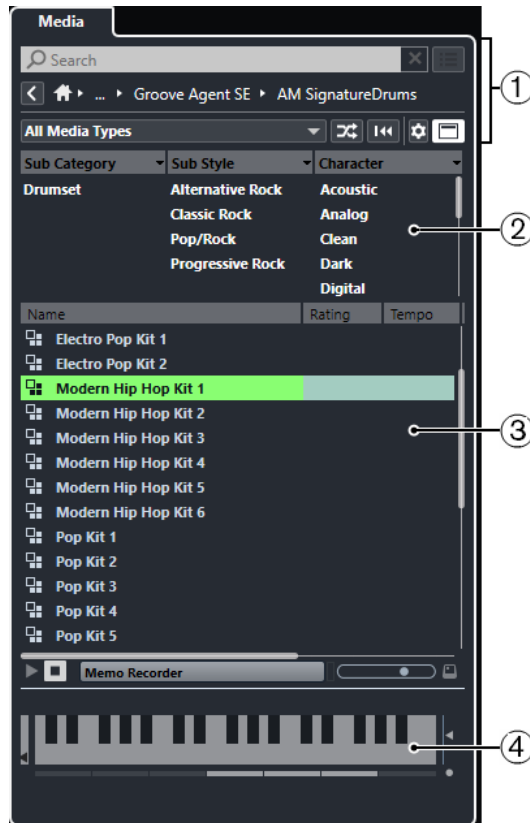 Media
Search
... Groove Agent SE AM SignatureDrums
1
All Media Types
Sub Category Sub Style Character
Drumset Alternative Rock Acoustic
Classic Rock Analog
Pop/Rock Clean
2
Progressive Rock Dark
Digital
Name Rating Tempo
Electro Pop Kit 1
Electro Pop Kit 2
Modern Hip Hop Kit 1
Modern Hip Hop Kit 2
Modern Hip Hop Kit 3
3
Modern Hip Hop Kit 4
Modern Hip Hop Kit 5
Modern Hip Hop Kit 6
Pop Kit 1
Pop Kit 2
Pop Kit 3
Pop Kit 4
Pop Kit 5
Memo Recorder
4